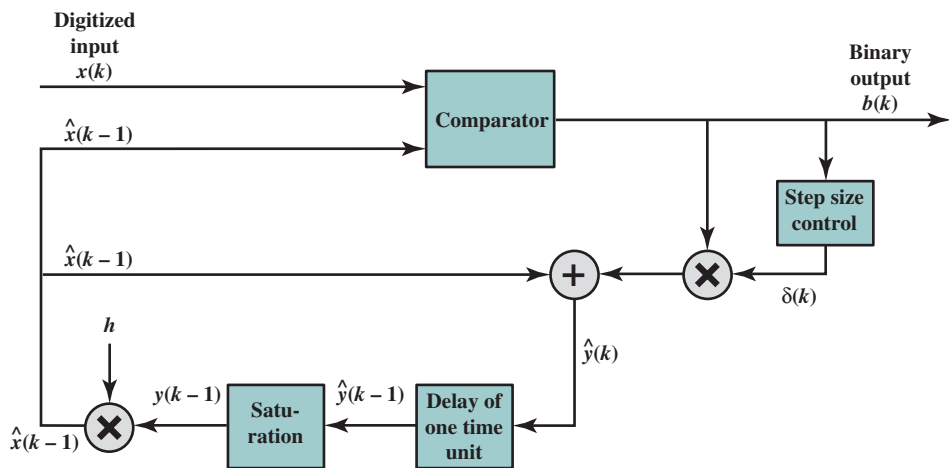 Digitized
input
x(k)
Binary
output
b(k)
Comparator
x̂(k – 1)
Step size
control
x̂(k – 1)
+
×
δ(k)
h
ŷ(k)
y(k – 1)
ŷ(k – 1)
Satu-
ration
Delay of
one time
unit
×
x̂(k – 1)